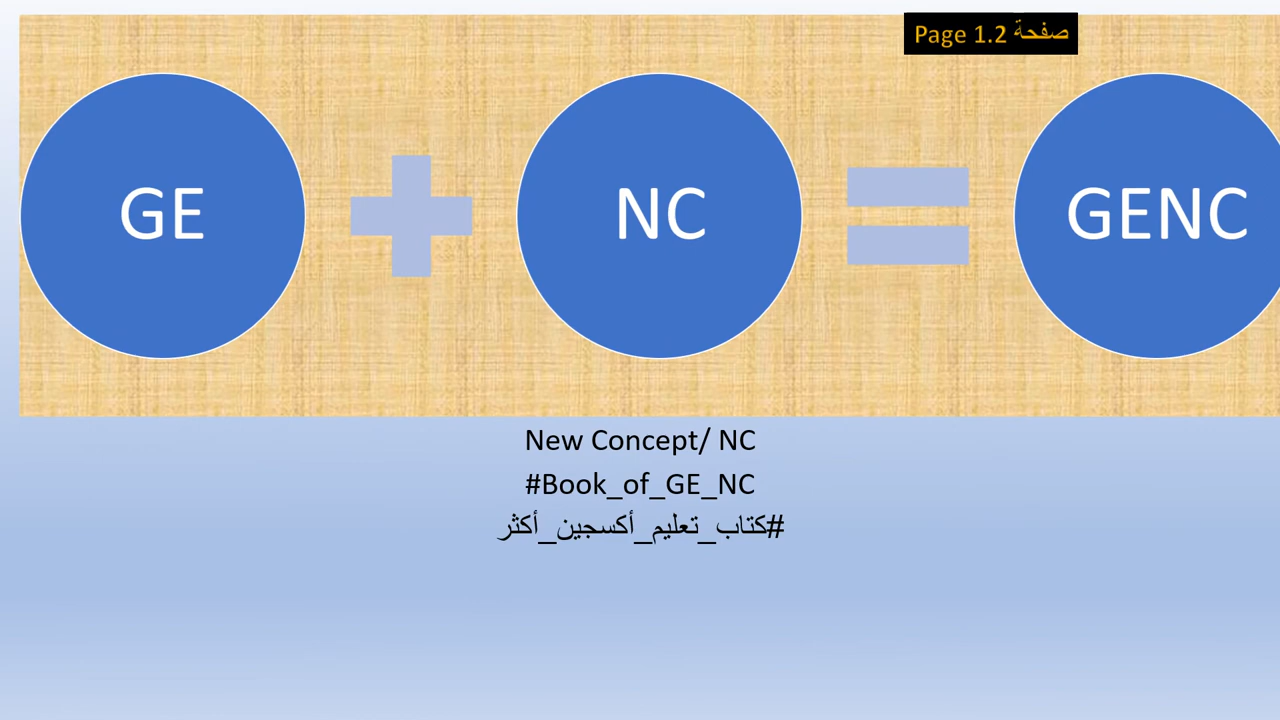 Page 1.2 صفحة
GE
NC
GENC
New Concept/ NC
#Book_of_GE_NC
#كتاب_تعليم_أكسجين_أكثر